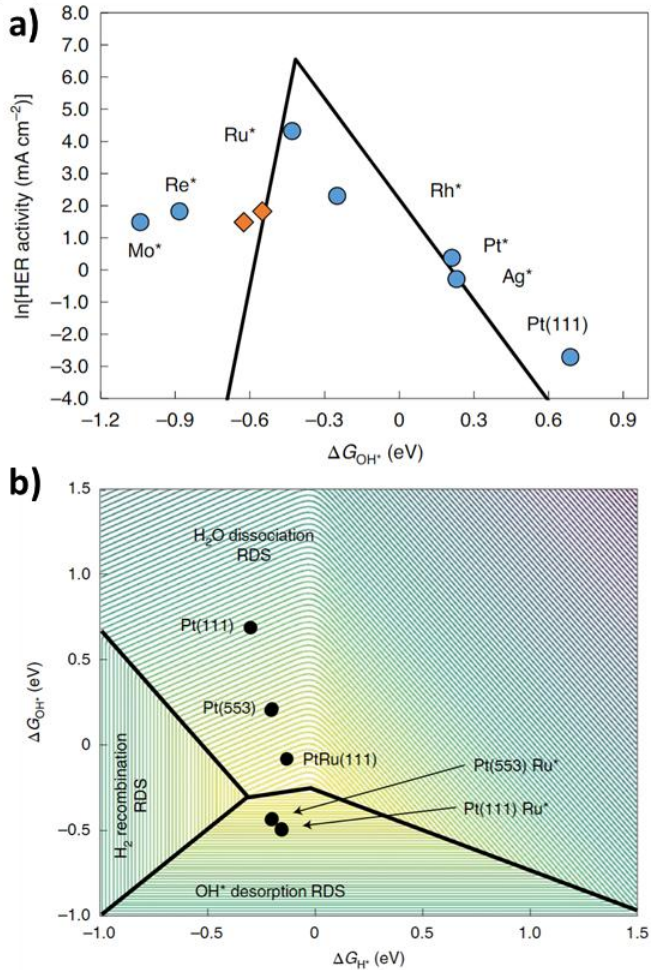 a)
8.0
7.0
6.0
5.0
4.0
3.0
2.0
1.0
0
–1.0
–2.0
–3.0
–4.0
ln[HER activity (mA cm⁻²)]
Ru*
Re*
Mo*
Rh*
Pt*
Ag*
Pt(111)
–1.2 –0.9 –0.6 –0.3 0 0.3 0.6 0.9
ΔG_OH* (eV)
b)
1.5
1.0
0.5
0
–0.5
–1.0
ΔG_OH* (eV)
H₂O dissociation
RDS
Pt(111)
Pt(553)
PtRu(111)
Pt(553) Ru*
Pt(111) Ru*
H₂ recombination
RDS
OH* desorption RDS
–1.0 –0.5 0 0.5 1.0 1.5
ΔG_H* (eV)